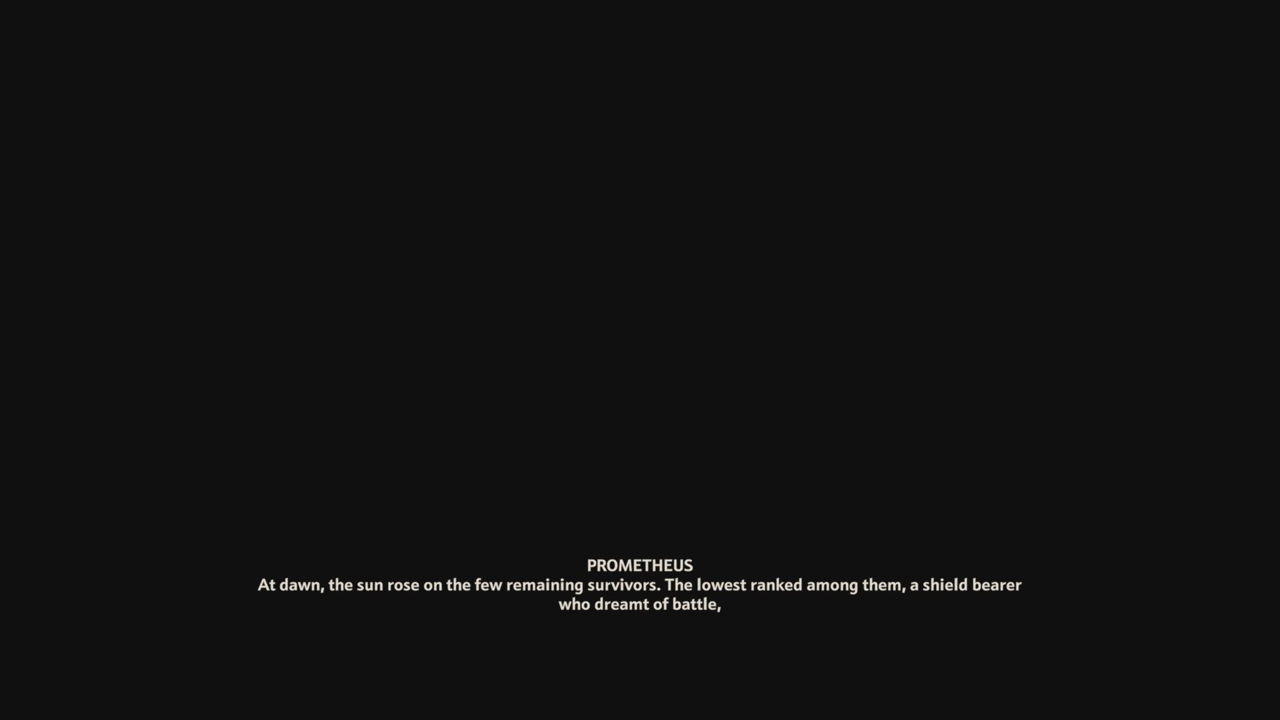 PROMETHEUS
At dawn, the sun rose on the few remaining survivors. The lowest ranked among them, a shield bearer
who dreamt of battle,